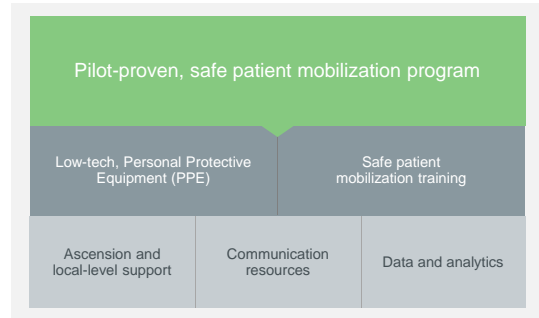 Pilot-proven, safe patient mobilization program
Low-tech, Personal Protective
Equipment (PPE)
Safe patient
mobilization training
Ascension and
local-level support
Communication
resources
Data and analytics